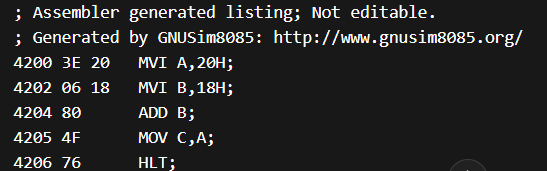 ; Assembler generated listing; Not editable.
; Generated by GNUSim8085: http://www.gnusim8085.org/
4200 3E 20   MVI A,20H;
4202 06 18   MVI B,18H;
4204 80      ADD B;
4205 4F      MOV C,A;
4206 76      HLT;